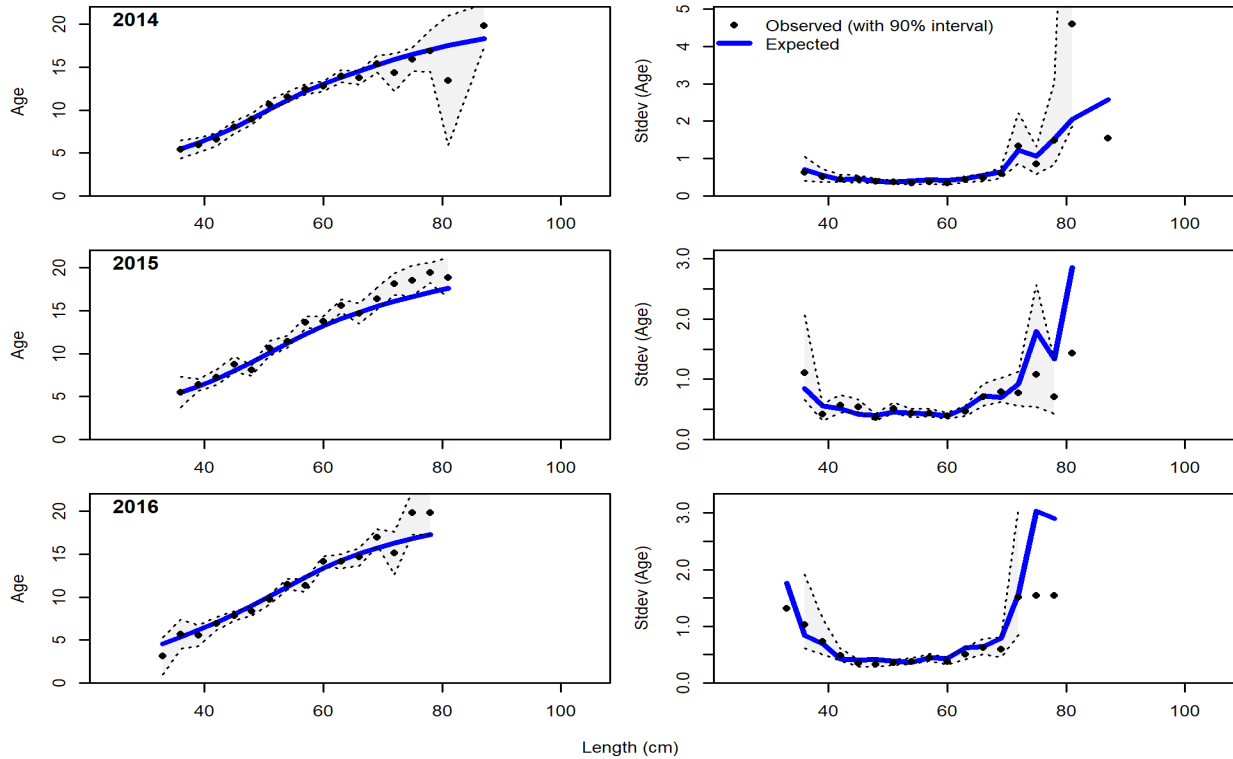 2014
Age
0 5 10 15 20
40 60 80 100
Observed (with 90% interval)
Expected
Stdev (Age)
0 1 2 3 4 5
40 60 80 100
2015
Age
0 5 10 15 20
40 60 80 100
Stdev (Age)
0.0 1.0 2.0 3.0
40 60 80 100
2016
Age
0 5 10 15 20
40 60 80 100
Stdev (Age)
0.0 1.0 2.0 3.0
40 60 80 100
Length (cm)